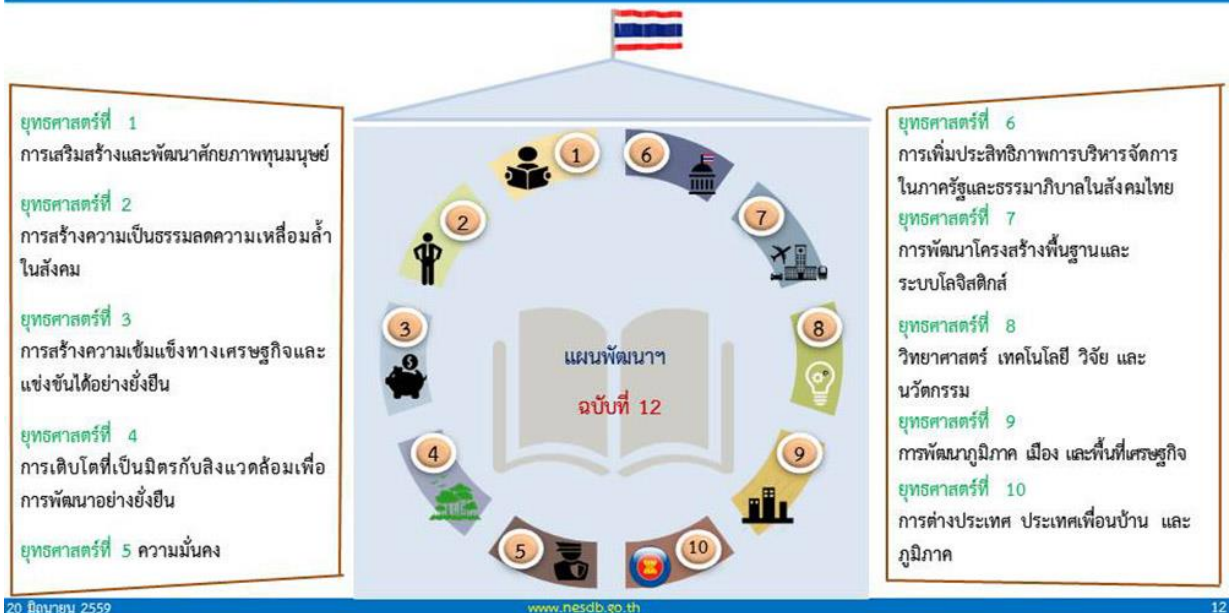 ยุทธศาสตร์ที่ 1
การเสริมสร้างและพัฒนาศักยภาพทุนมนุษย์
ยุทธศาสตร์ที่ 2
การสร้างความเป็นธรรมลดความเหลื่อมล้ำ
ในสังคม
ยุทธศาสตร์ที่ 3
การสร้างความเข้มแข็งทางเศรษฐกิจและ
แข่งขันได้อย่างยั่งยืน
ยุทธศาสตร์ที่ 4
การเติบโตที่เป็นมิตรกับสิ่งแวดล้อมเพื่อ
การพัฒนาอย่างยั่งยืน
ยุทธศาสตร์ที่ 5 ความมั่นคง
1
2
3
4
5
6
7
8
9
10
แผนพัฒนาฯ
ฉบับที่ 12
ยุทธศาสตร์ที่ 6
การเพิ่มประสิทธิภาพการบริหารจัดการ
ในภาครัฐและธรรมาภิบาลในสังคมไทย
ยุทธศาสตร์ที่ 7
การพัฒนาโครงสร้างพื้นฐานและ
ระบบโลจิสติกส์
ยุทธศาสตร์ที่ 8
วิทยาศาสตร์ เทคโนโลยี วิจัย และ
นวัตกรรม
ยุทธศาสตร์ที่ 9
การพัฒนาภูมิภาค เมือง และพื้นที่เศรษฐกิจ
ยุทธศาสตร์ที่ 10
การต่างประเทศ ประเทศเพื่อนบ้าน และ
ภูมิภาค
20 มิถุนายน 2559
www.nesdb.go.th
12